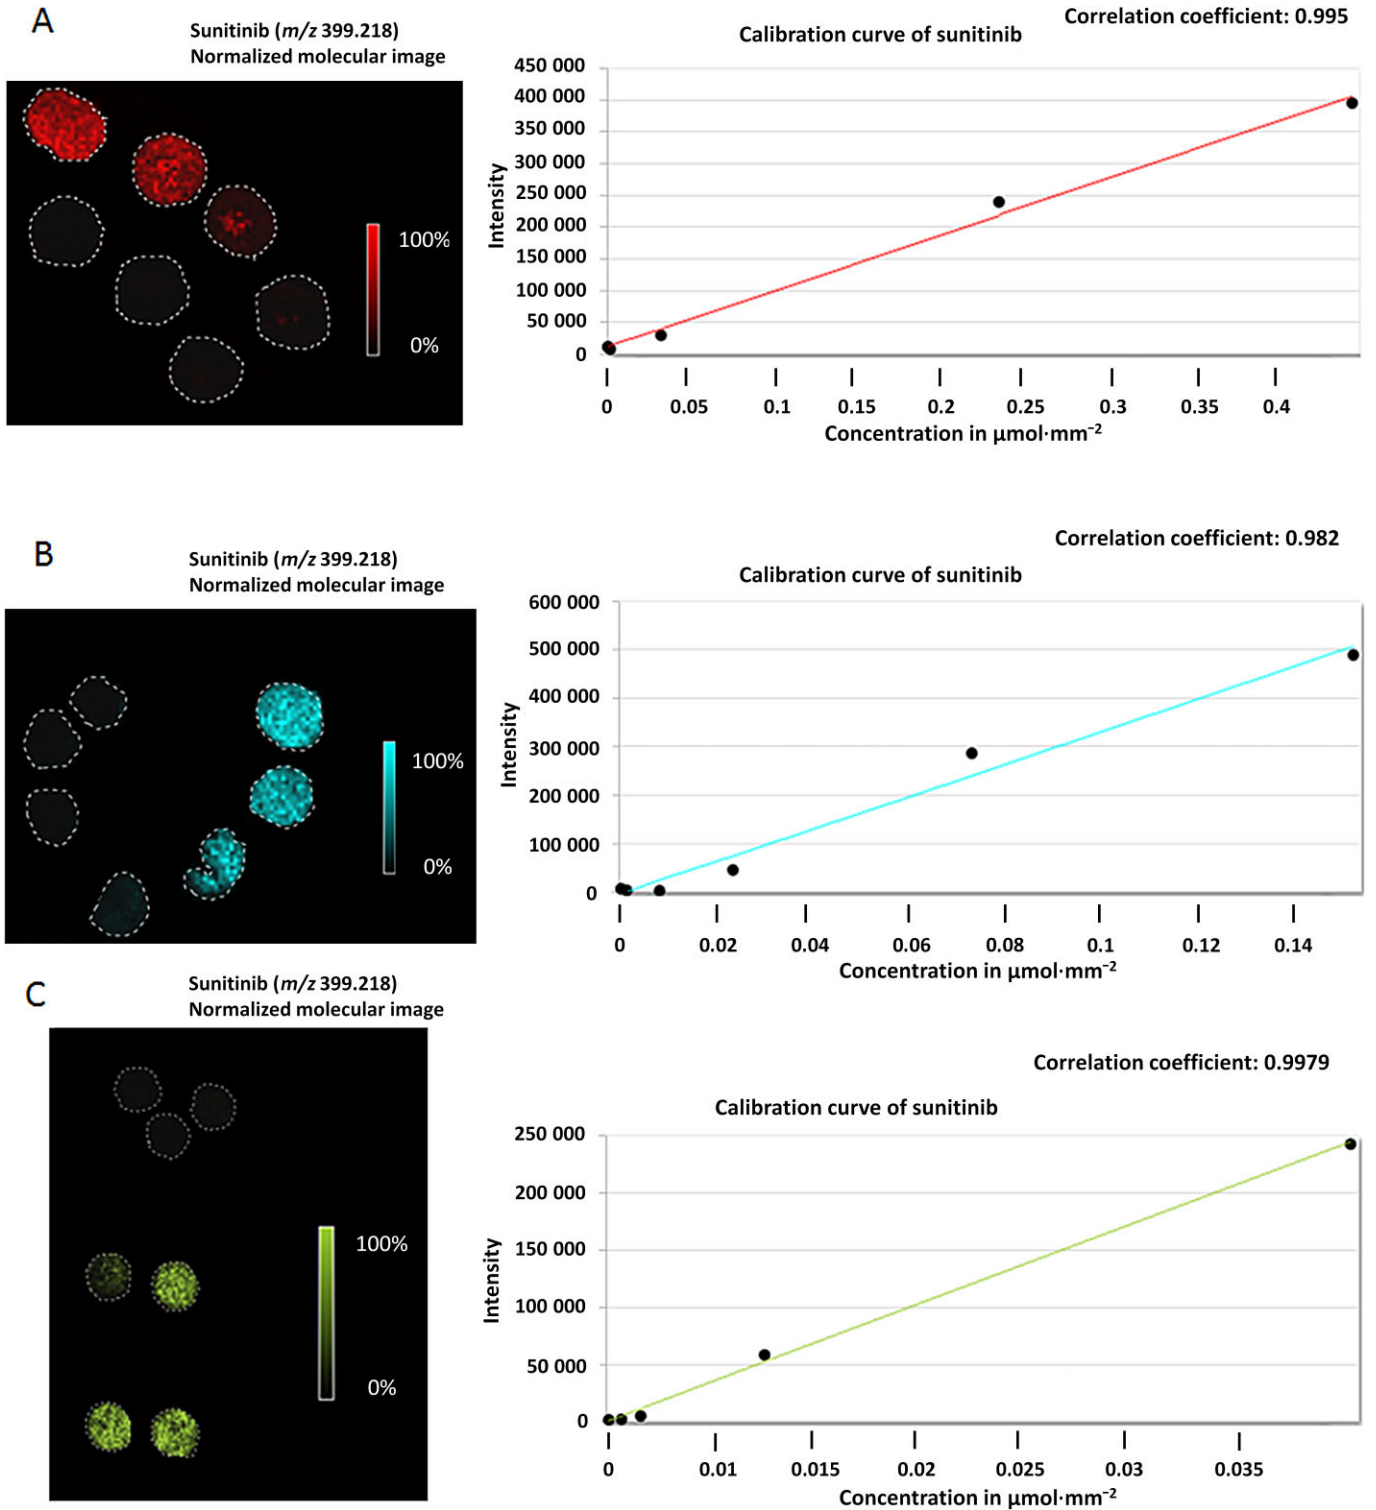 A
Sunitinib (m/z 399.218)
Normalized molecular image
100%
0%
Correlation coefficient: 0.995
Calibration curve of sunitinib
Intensity
450 000
400 000
350 000
300 000
250 000
200 000
150 000
100 000
50 000
0
0 0.05 0.1 0.15 0.2 0.25 0.3 0.35 0.4
Concentration in µmol·mm⁻²
B
Sunitinib (m/z 399.218)
Normalized molecular image
100%
0%
Correlation coefficient: 0.982
Calibration curve of sunitinib
Intensity
600 000
500 000
400 000
300 000
200 000
100 000
0
0 0.02 0.04 0.06 0.08 0.1 0.12 0.14
Concentration in µmol·mm⁻²
C
Sunitinib (m/z 399.218)
Normalized molecular image
100%
0%
Correlation coefficient: 0.9979
Calibration curve of sunitinib
Intensity
250 000
200 000
150 000
100 000
50 000
0
0 0.01 0.015 0.02 0.025 0.03 0.035
Concentration in µmol·mm⁻²